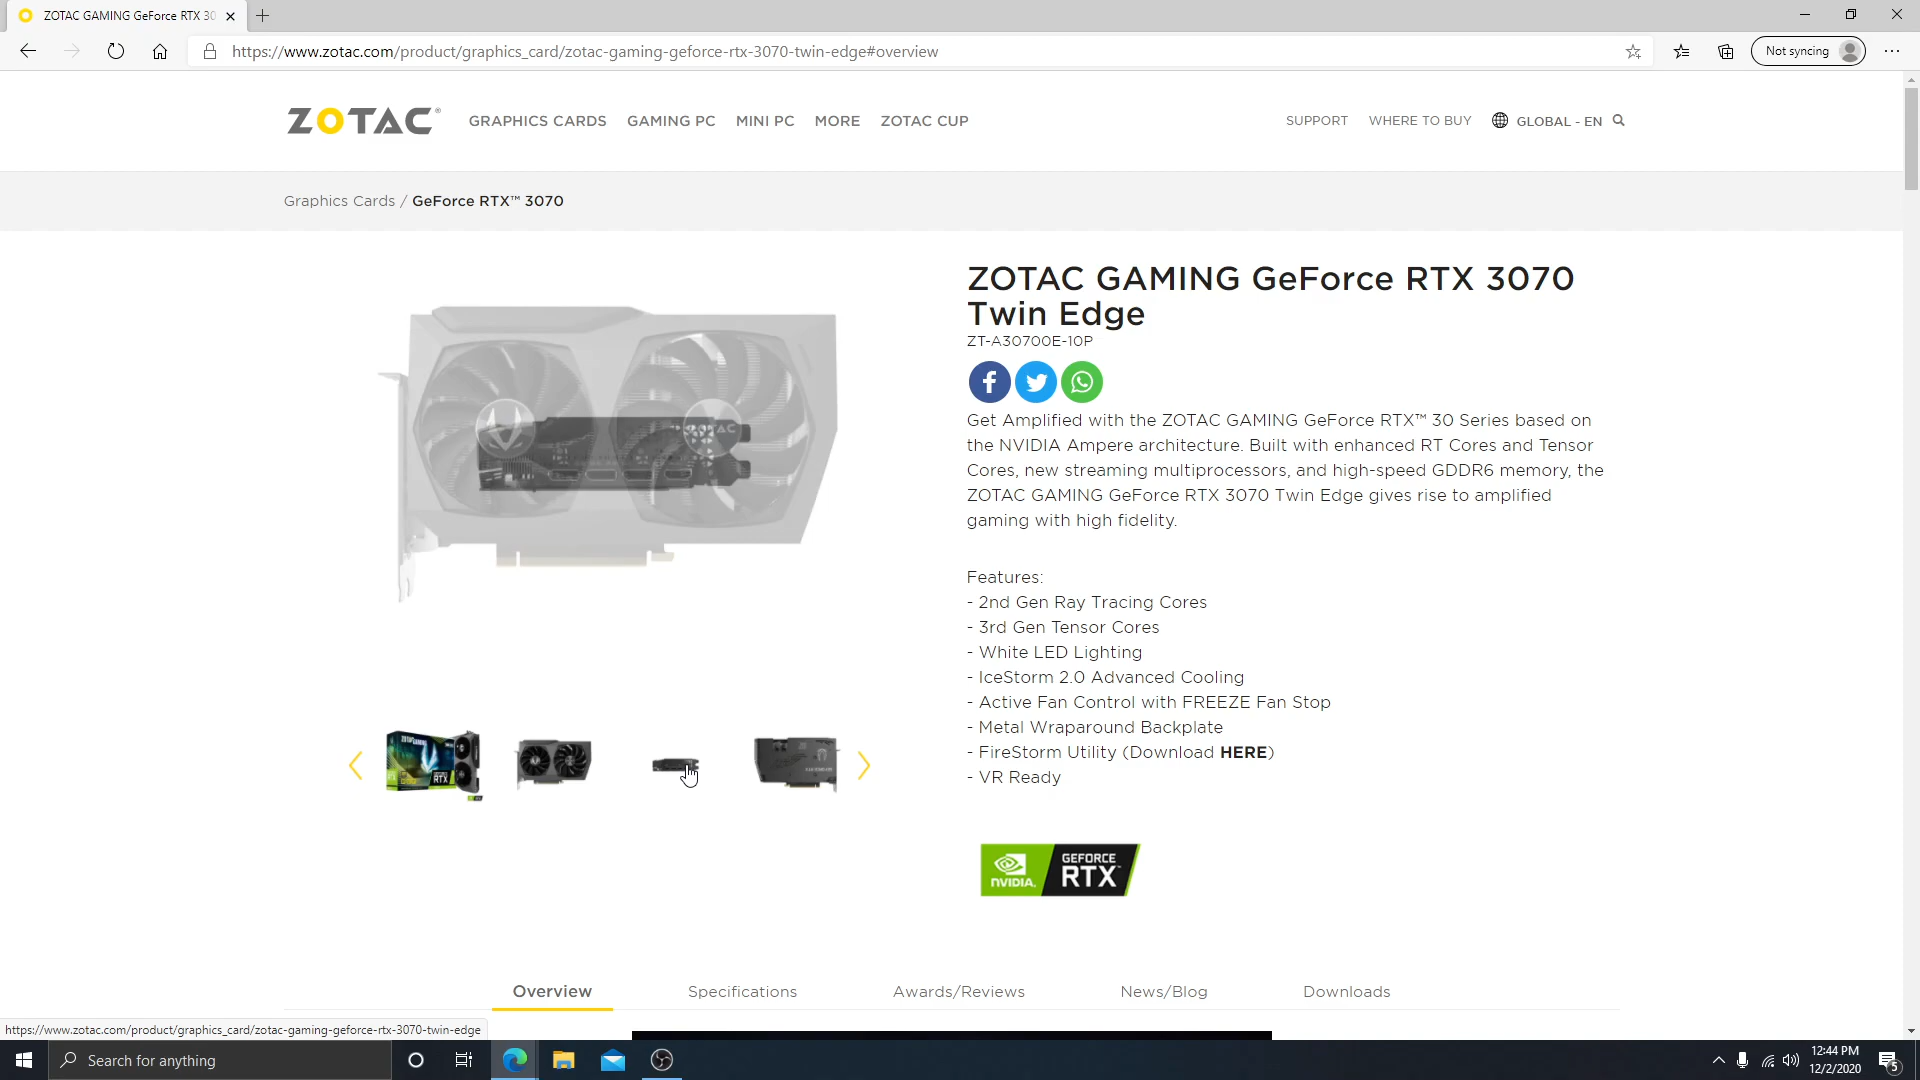 ZOTAC GAMING GeForce RTX 30
https://www.zotac.com/product/graphics_card/zotac-gaming-geforce-rtx-3070-twin-edge#overview
Not syncing
ZOTAC®
GRAPHICS CARDS
GAMING PC
MINI PC
MORE
ZOTAC CUP
SUPPORT
WHERE TO BUY
GLOBAL - EN
Graphics Cards / GeForce RTX™ 3070
ZOTAC GAMING GeForce RTX 3070
Twin Edge
ZT-A30700E-10P
Get Amplified with the ZOTAC GAMING GeForce RTX™ 30 Series based on
the NVIDIA Ampere architecture. Built with enhanced RT Cores and Tensor
Cores, new streaming multiprocessors, and high-speed GDDR6 memory, the
ZOTAC GAMING GeForce RTX 3070 Twin Edge gives rise to amplified
gaming with high fidelity.
Features:
- 2nd Gen Ray Tracing Cores
- 3rd Gen Tensor Cores
- White LED Lighting
- IceStorm 2.0 Advanced Cooling
- Active Fan Control with FREEZE Fan Stop
- Metal Wraparound Backplate
- FireStorm Utility (Download HERE)
- VR Ready
ZOTAC
RTX
NVIDIA.
GEFORCE
RTX™
Overview
Specifications
Awards/Reviews
News/Blog
Downloads
https://www.zotac.com/product/graphics_card/zotac-gaming-geforce-rtx-3070-twin-edge
Search for anything
12:44 PM
12/2/2020
5